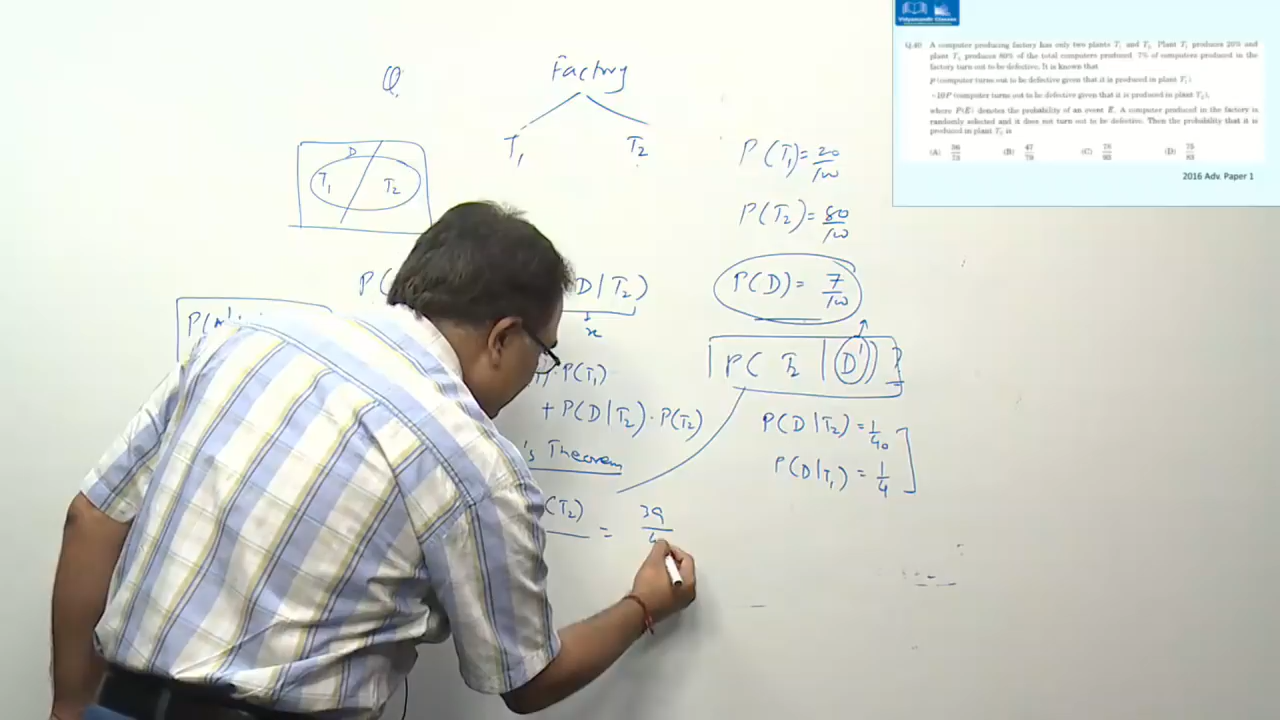 Vidyamandir Classes
Q.40 A computer producing factory has only two plants T₁ and T₂. Plant T₁ produces 20% and
plant T₂ produces 80% of the total computers produced. 7% of computers produced in the
factory turn out to be defective. It is known that
P(computer turns out to be defective given that it is produced in plant T₁)
=10P (computer turns out to be defective given that it is produced in plant T₂),
where P(E) denotes the probability of an event E. A computer produced in the factory is
randomly selected and it does not turn out to be defective. Then the probability that it is
produced in plant T₂ is
(A) 36/73 (B) 47/79 (C) 78/93 (D) 75/83
2016 Adv. Paper 1
Q
Factory
T₁ T₂
D
T₁ T₂
P(T₁) = 20/100
P(T₂) = 80/100
P(D) = 7/100
P(T₂ | D') ?
P(D|T₂) = 1/40
P(D|T₁) = 1/4
P(
D|T₂)
x
P(A'
· P(T₁)
+ P(D|T₂) · P(T₂)
's Theorem
(T₂) = 39/4